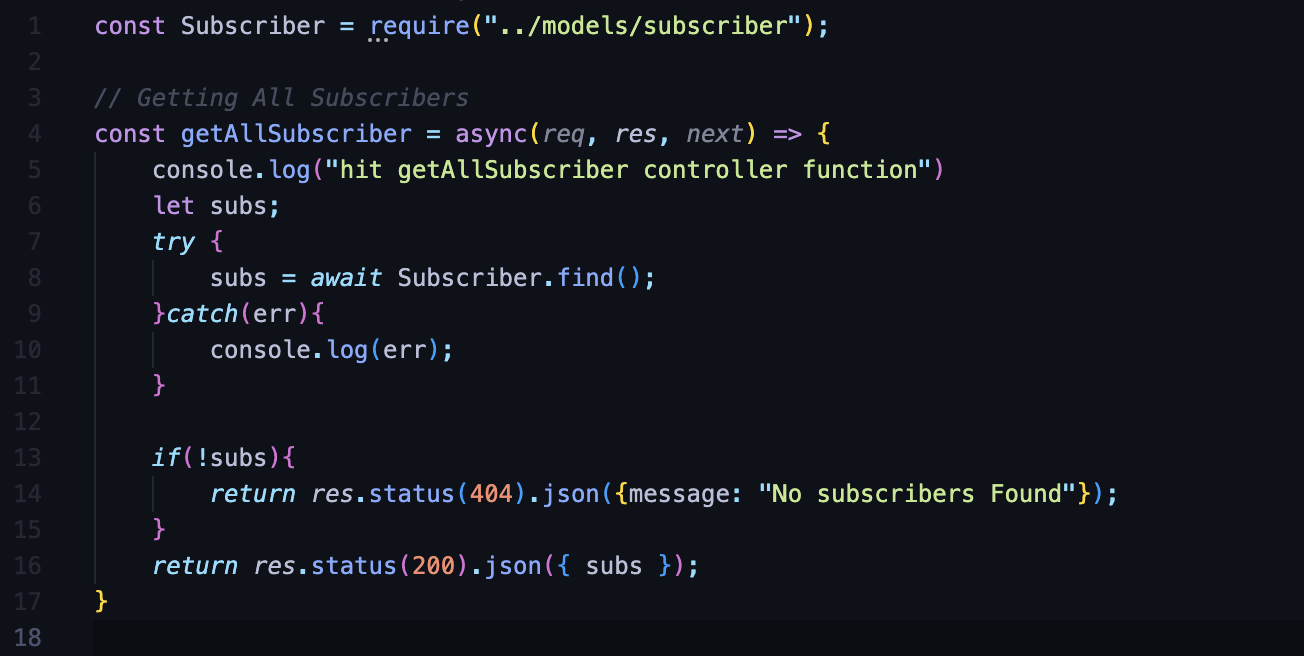 1 const Subscriber = require("../models/subscriber");
2
3 // Getting All Subscribers
4 const getAllSubscriber = async(req, res, next) => {
5     console.log("hit getAllSubscriber controller function")
6     let subs;
7     try {
8         subs = await Subscriber.find();
9     }catch(err){
10         console.log(err);
11     }
12
13     if(!subs){
14         return res.status(404).json({message: "No subscribers Found"});
15     }
16     return res.status(200).json({ subs });
17 }
18